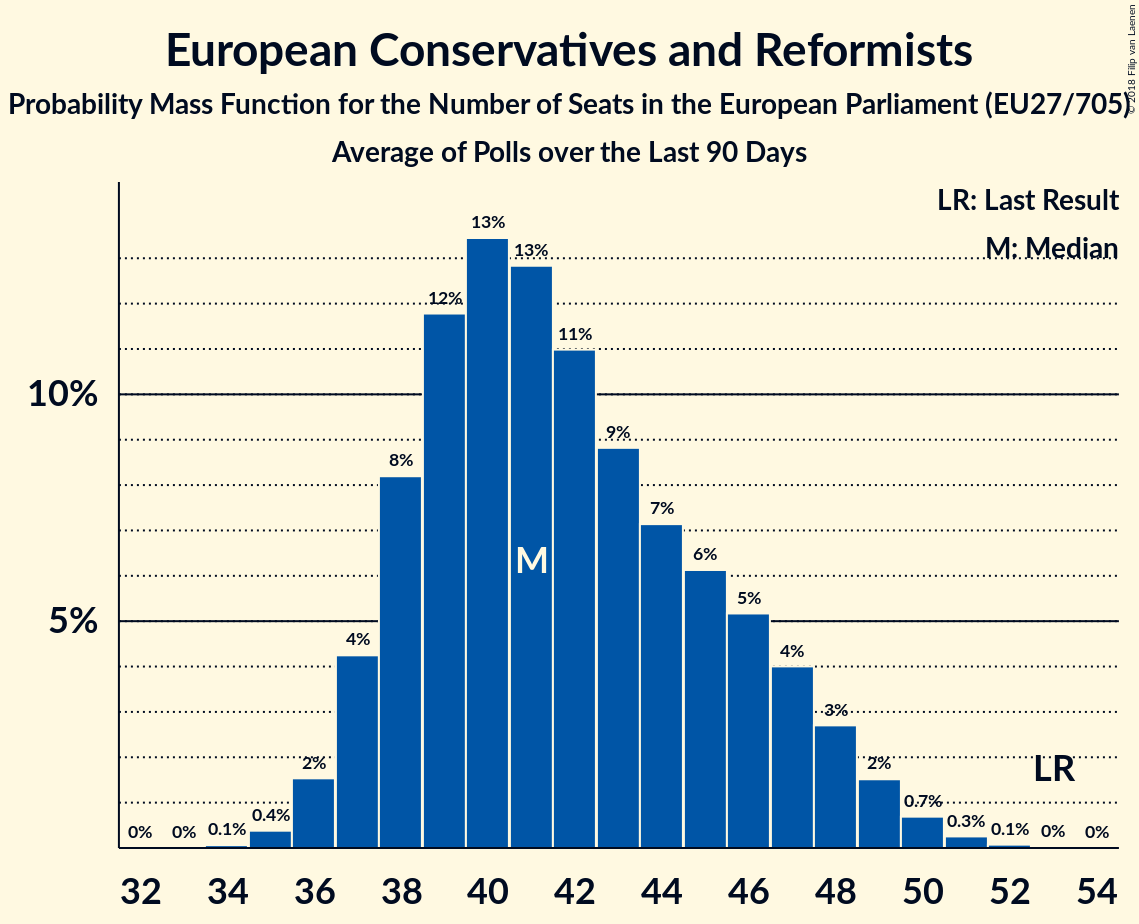 European Conservatives and Reformists
Probability Mass Function for the Number of Seats in the European Parliament (EU27/705)
Average of Polls over the Last 90 Days
© 2018 Filip van Laenen
LR: Last Result
M: Median
10%
5%
0%
0%
0.1%
0.4%
2%
4%
8%
12%
13%
13%
11%
9%
7%
6%
5%
4%
3%
2%
0.7%
0.3%
0.1%
0%
0%
M
LR
32 34 36 38 40 42 44 46 48 50 52 54